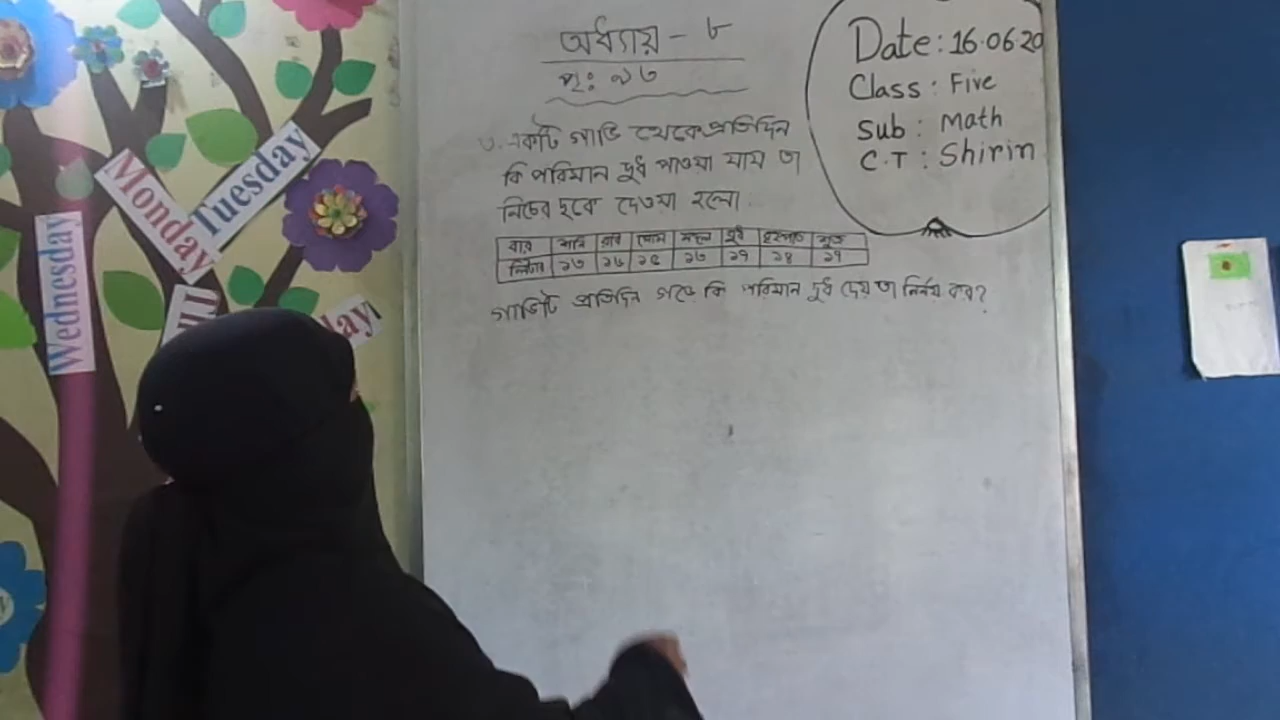 অধ্যায় - ৮
পৃঃ ৯৩
৩. একটি গাভি থেকে প্রতিদিন
কি পরিমান দুধ পাওয়া যায় তা
নিচের ছকে দেওয়া হলো।
বার শনি রবি সোম মঙ্গল বুধ বৃহস্পতি শুক্র
লিটার ১৩ ১৬ ১৫ ১৩ ১৭ ১৪ ১৭
গাভিটি প্রতিদিন গড়ে কি পরিমান দুধ দেয় তা নির্নয় কর?
Date: 16.06.20
Class: Five
Sub: Math
C.T: Shirin
Monday
Tuesday
Wednesday